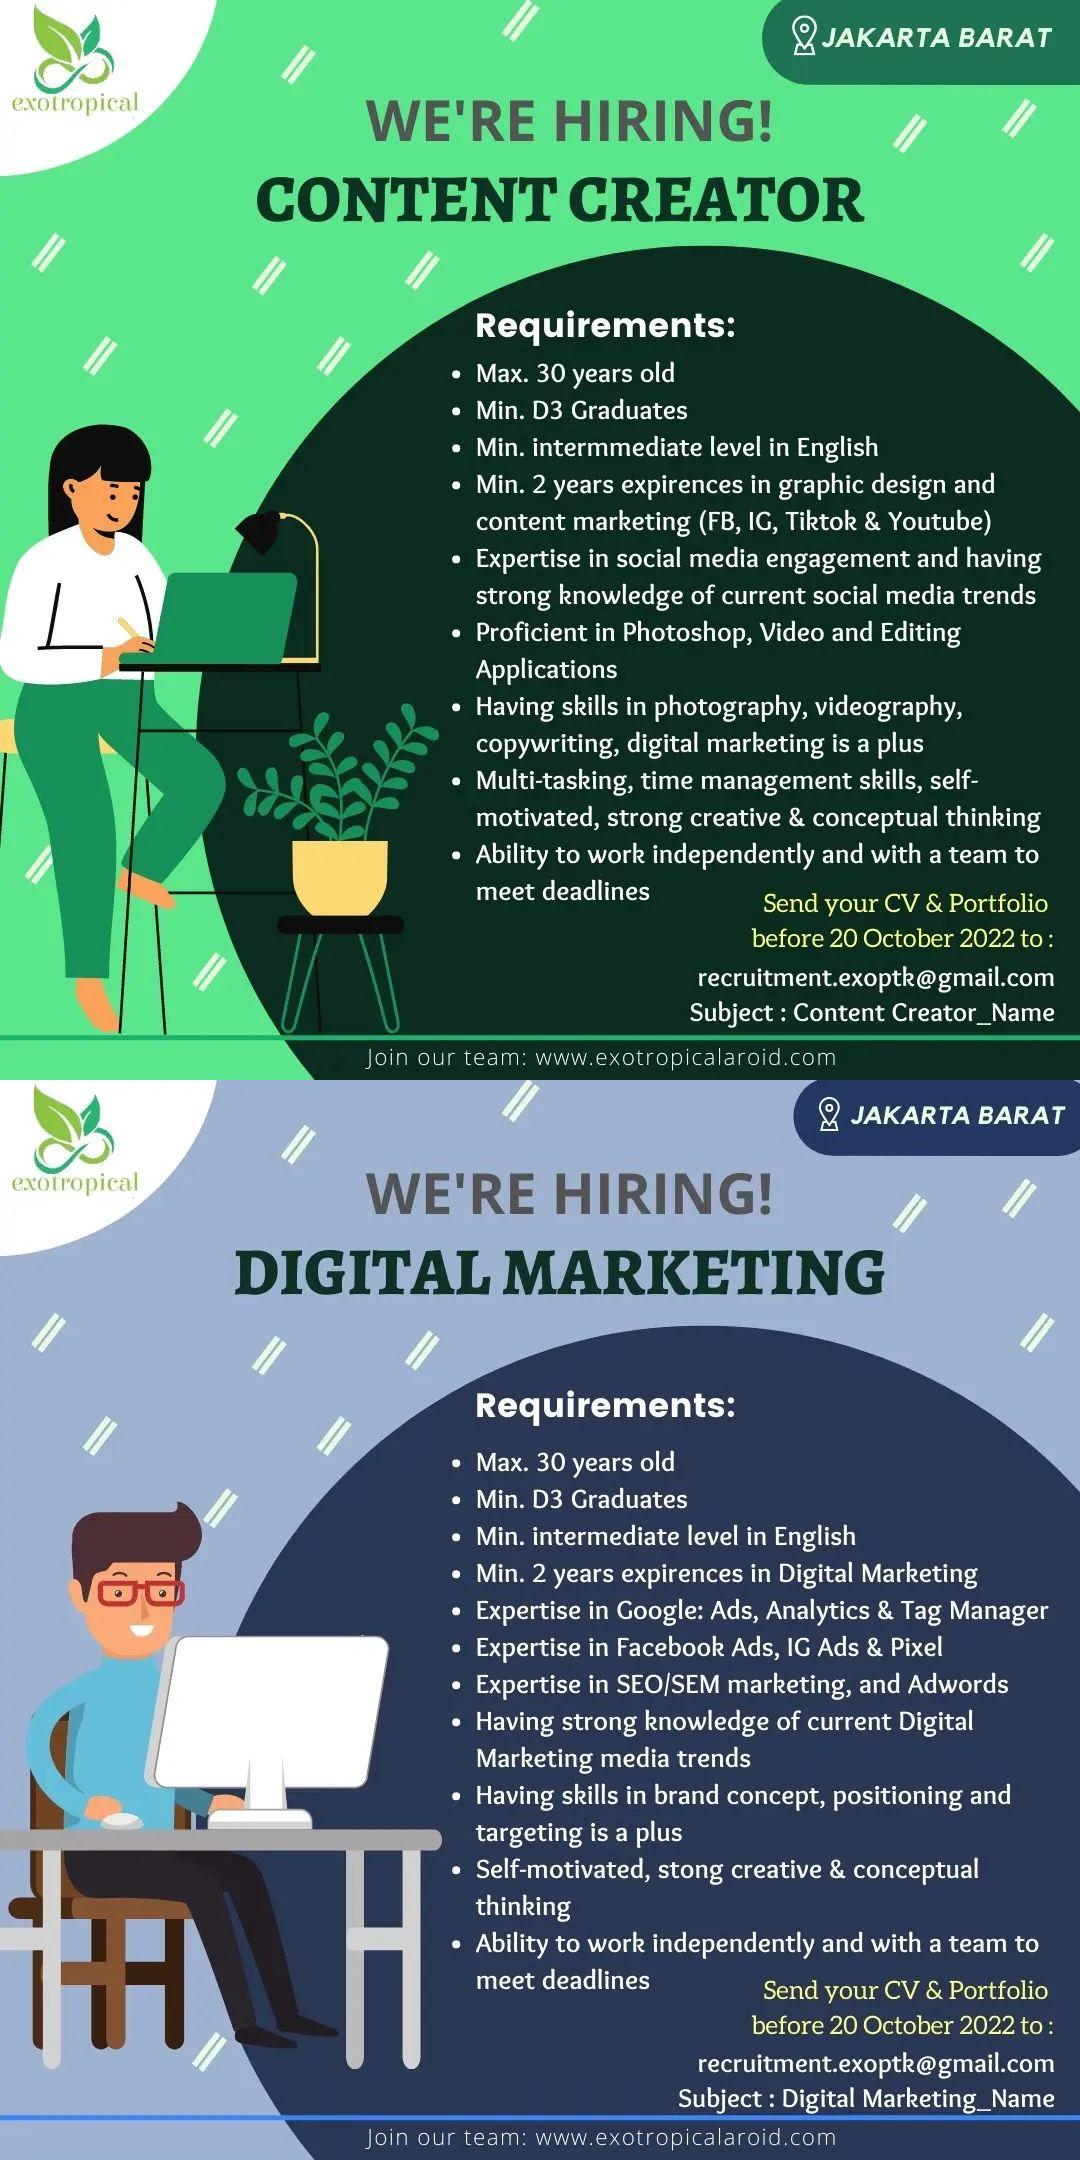 exotropical
JAKARTA BARAT
WE'RE HIRING!
CONTENT CREATOR
Requirements:
• Max. 30 years old
• Min. D3 Graduates
• Min. intermmediate level in English
• Min. 2 years expirences in graphic design and
content marketing (FB, IG, Tiktok & Youtube)
• Expertise in social media engagement and having
strong knowledge of current social media trends
• Proficient in Photoshop, Video and Editing
Applications
• Having skills in photography, videography,
copywriting, digital marketing is a plus
• Multi-tasking, time management skills, self-
motivated, strong creative & conceptual thinking
• Ability to work independently and with a team to
meet deadlines
Send your CV & Portfolio
before 20 October 2022 to :
recruitment.exoptk@gmail.com
Subject : Content Creator_Name
Join our team: www.exotropicalaroid.com
exotropical
JAKARTA BARAT
WE'RE HIRING!
DIGITAL MARKETING
Requirements:
• Max. 30 years old
• Min. D3 Graduates
• Min. intermediate level in English
• Min. 2 years expirences in Digital Marketing
• Expertise in Google: Ads, Analytics & Tag Manager
• Expertise in Facebook Ads, IG Ads & Pixel
• Expertise in SEO/SEM marketing, and Adwords
• Having strong knowledge of current Digital
Marketing media trends
• Having skills in brand concept, positioning and
targeting is a plus
• Self-motivated, stong creative & conceptual
thinking
• Ability to work independently and with a team to
meet deadlines
Send your CV & Portfolio
before 20 October 2022 to :
recruitment.exoptk@gmail.com
Subject : Digital Marketing_Name
Join our team: www.exotropicalaroid.com